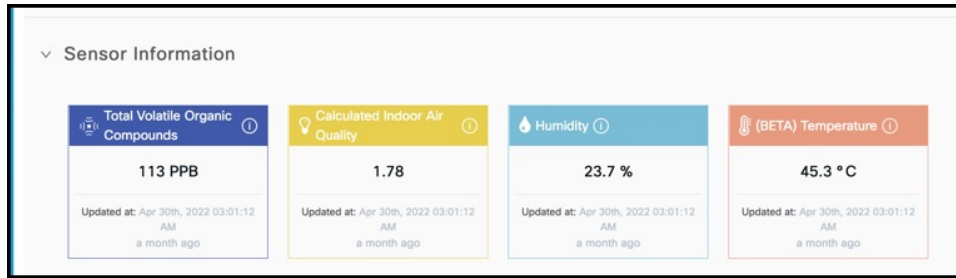 Sensor Information
Total Volatile Organic
Compounds
113 PPB
Updated at: Apr 30th, 2022 03:01:12
AM
a month ago
Calculated Indoor Air
Quality
1.78
Updated at: Apr 30th, 2022 03:01:12
AM
a month ago
Humidity
23.7 %
Updated at: Apr 30th, 2022 03:01:12
AM
a month ago
(BETA) Temperature
45.3 °C
Updated at: Apr 30th, 2022 03:01:12
AM
a month ago